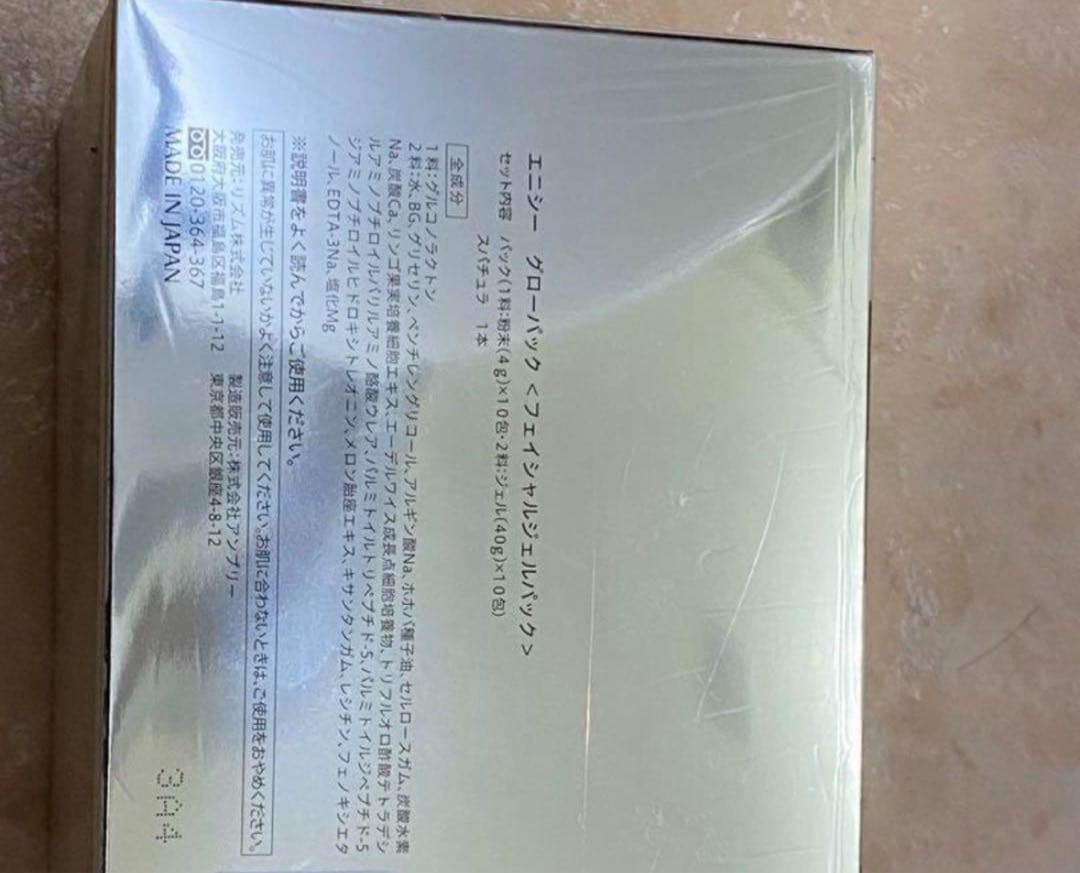 エニシー グローパック <フェイシャルジェルパック>
セット内容 パック(1料:粉末(4g)×10包・2料:ジェル(40g)×10包)
スパチュラ 1本
全成分
1料:グルコノラクトン
2料:水、BG、グリセリン、ペンチレングリコール、アルギン酸Na、ホホバ種子油、セルロースガム、炭酸水素
Na、炭酸Ca、リンゴ果実培養細胞エキス、エーデルワイス成長点細胞培養物、トリフルオロ酢酸テトラデシ
ルアミノブチロイルバリルアミノ酪酸ウレア、パルミトイルトリペプチド-5、パルミトイルジペプチド-5
ジアミノブチロイルヒドロキシトレオニン、メロン胎座エキス、キサンタンガム、レシチン、フェノキシエタ
ノール、EDTA-3Na、塩化Mg
※説明書をよく読んでからご使用ください。
お肌に異常が生じていないかよく注意して使用してください。お肌に合わないときは、ご使用をおやめください。
発売元:リズム株式会社 製造販売元:株式会社アンプリー
大阪府大阪市福島区福島1-1-12 東京都中央区銀座4-8-12
0120-364-367
MADE IN JAPAN
3AA4